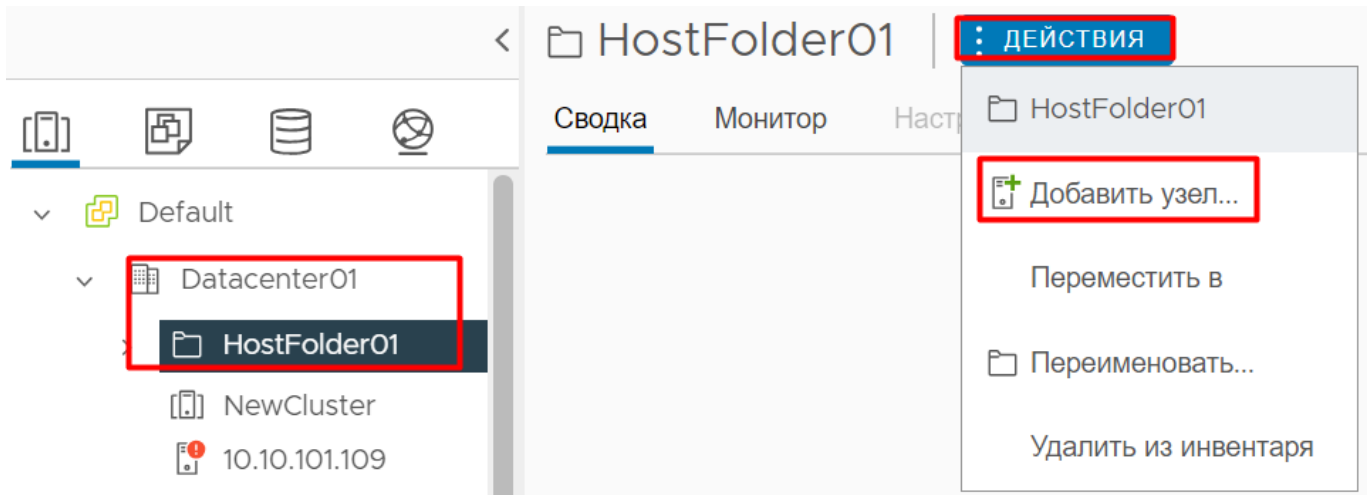 HostFolder01
ДЕЙСТВИЯ
Сводка
Монитор
Default
Datacenter01
HostFolder01
NewCluster
10.10.101.109
HostFolder01
Добавить узел...
Переместить в
Переименовать...
Удалить из инвентаря